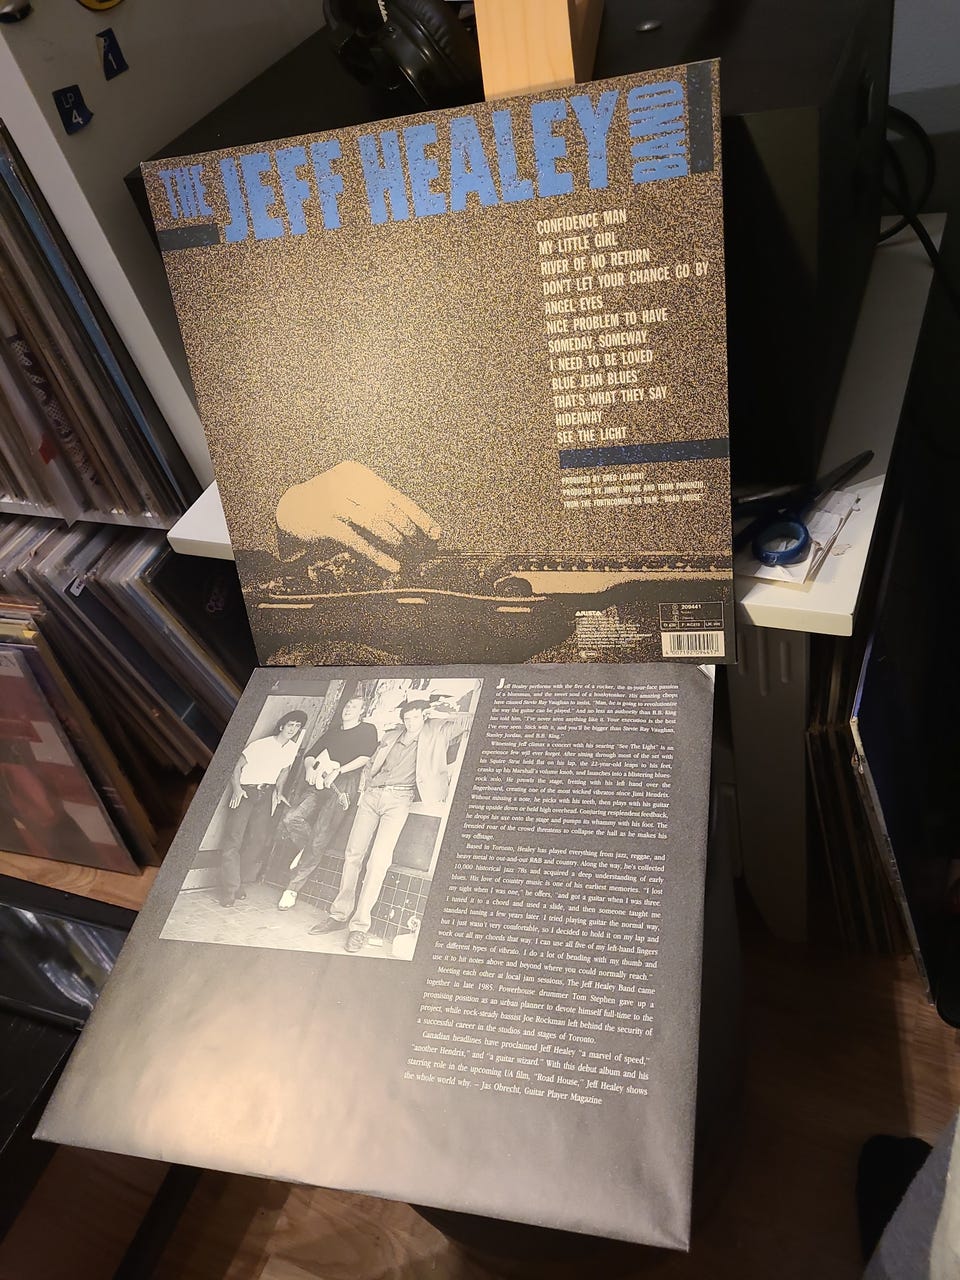 1
LP
4
THE JEFF HEALEY BAND
CONFIDENCE MAN
MY LITTLE GIRL
RIVER OF NO RETURN
DON'T LET YOUR CHANCE GO BY
ANGEL EYES
NICE PROBLEM TO HAVE
SOMEDAY, SOMEWAY
I NEED TO BE LOVED
BLUE JEAN BLUES
THAT'S WHAT THEY SAY
HIDEAWAY
SEE THE LIGHT
PRODUCED BY GREG LADANYI
PRODUCED BY JIMMY IOVINE AND THOM PANUNZIO
FROM THE FORTHCOMING UA FILM, "ROAD HOUSE"
ARISTA
209441
Jeff Healey performs with the fire of a rocker, the in-your-face passion
of a bluesman, and the sweet soul of a honkytonker. His amazing chops
have caused Stevie Ray Vaughan to insist, "Man, he is going to revolutionize
the way the guitar can be played." And no less an authority than B.B. King
has told him, "I've never seen anything like it. Your execution is the best
I've ever seen. Stick with it, and you'll be bigger than Stevie Ray Vaughan,
Stanley Jordan, and B.B. King."
Witnessing Jeff climax a concert with his searing "See The Light" is an
experience few will ever forget. After sitting through most of the set with
his Squire Strat held flat on his lap, the 22-year-old leaps to his feet,
cranks up his Marshall's volume knob, and launches into a blistering blues-
rock solo. He prowls the stage, fretting with his left hand over the
fingerboard, creating one of the most wicked vibratos since Jimi Hendrix.
Without missing a note, he picks with his teeth, then plays with his guitar
swung upside down or held high overhead. Conjuring resplendent feedback,
he drops his axe onto the stage and pumps its whammy with his foot. The
frenzied roar of the crowd threatens to collapse the hall as he makes his
way offstage.
Based in Toronto, Healey has played everything from jazz, reggae, and
heavy metal to out-and-out R&B and country. Along the way, he's collected
10,000 historical jazz 78s and acquired a deep understanding of early
blues. His love of country music is one of his earliest memories. "I lost
my sight when I was one," he offers, "and got a guitar when I was three.
I tuned it to a chord and used a slide, and then someone taught me
standard tuning a few years later. I tried playing guitar the normal way,
but I just wasn't very comfortable, so I decided to hold it on my lap and
work out all my chords that way. I can use all five of my left-hand fingers
for different types of vibrato. I do a lot of bending with my thumb and
use it to hit notes above and beyond where you could normally reach."
Meeting each other at local jam sessions, The Jeff Healey Band came
together in late 1985. Powerhouse drummer Tom Stephen gave up a
promising position as an urban planner to devote himself full-time to the
project, while rock-steady bassist Joe Rockman left behind the security of
a successful career in the studios and stages of Toronto.
Canadian headlines have proclaimed Jeff Healey "a marvel of speed,"
"another Hendrix," and "a guitar wizard." With this debut album and his
starring role in the upcoming UA film, "Road House," Jeff Healey shows
the whole world why. – Jas Obrecht, Guitar Player Magazine